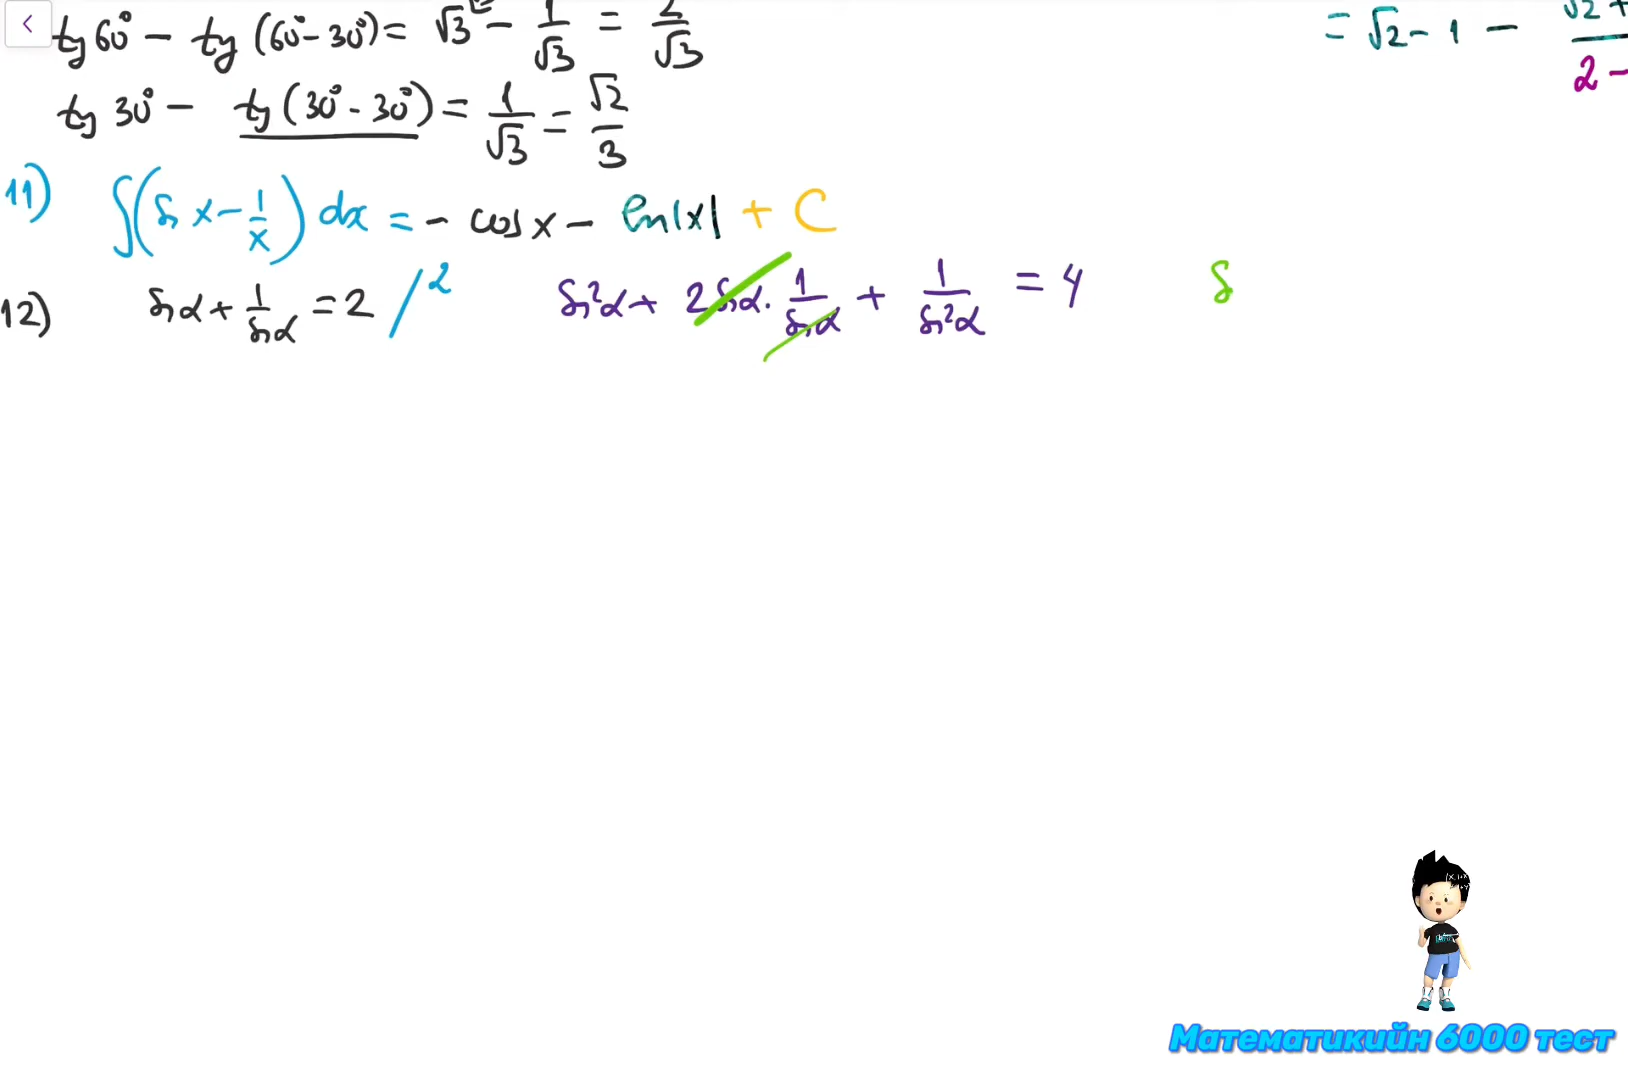 tg 60° − tg (60° − 30°) = √3 − 1/√3 = 2/√3
= √2 − 1 −
tg 30° − tg (30° − 30°) = 1/√3 = √2/3
11) ∫(sin x − 1/x) dx = − cos x − ln|x| + C
12) sin α + 1/sin α = 2 /² sin²α + 2 sin α · 1/sin α + 1/sin²α = 4
Математикийн 6000 тест